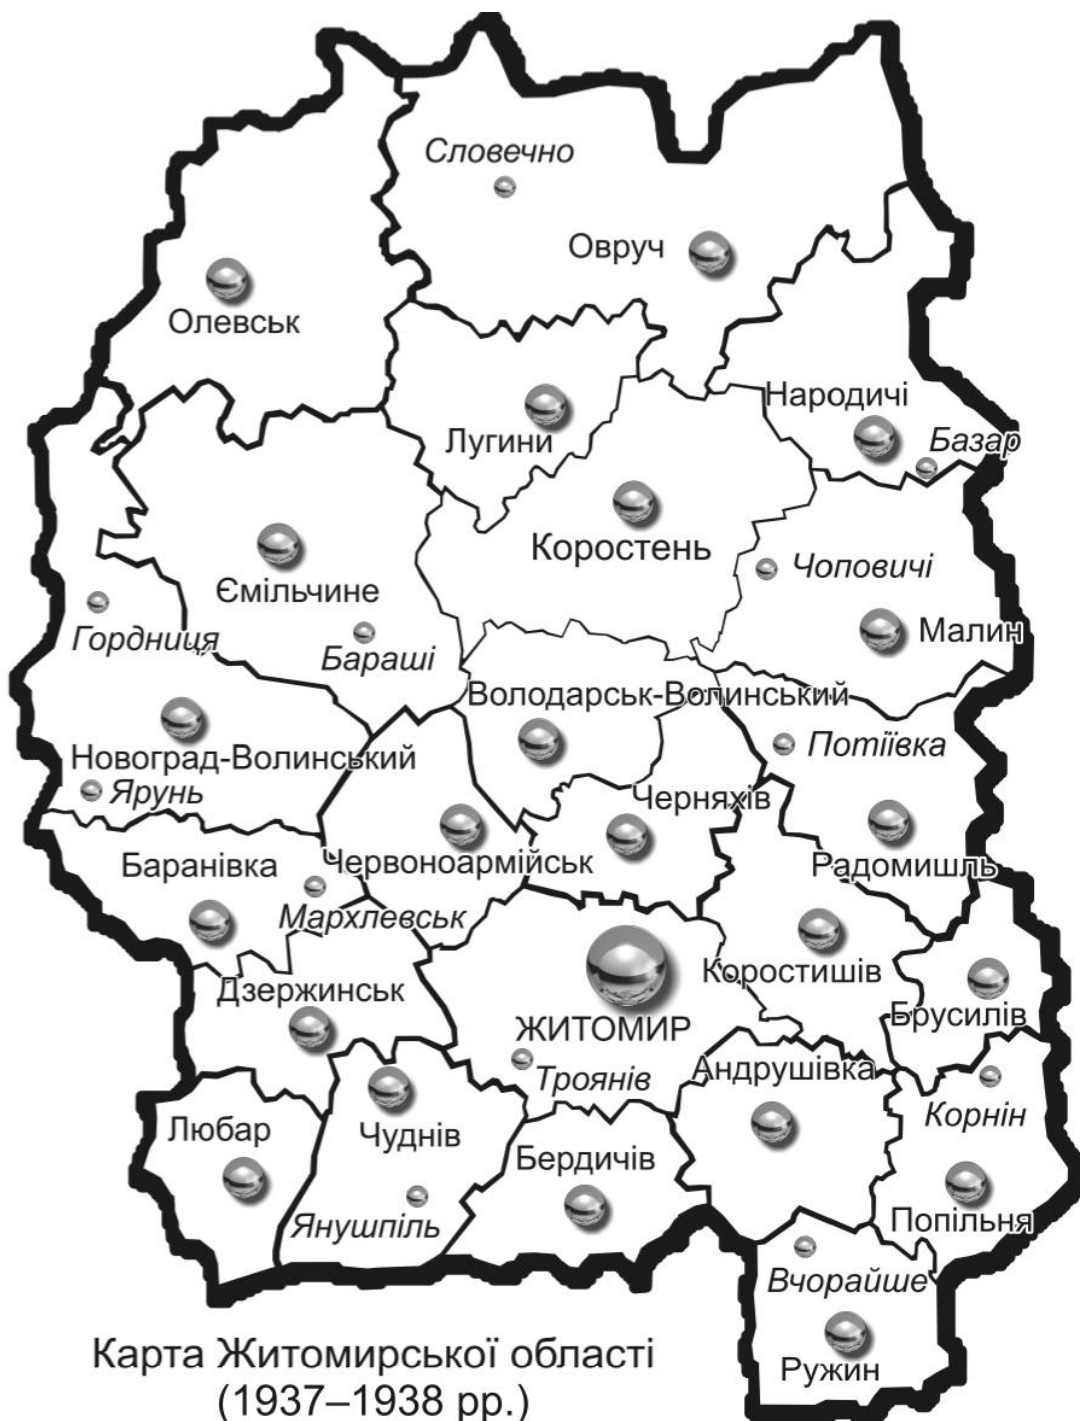 Словечно
Овруч
Олевськ
Народичі
Базар
Лугини
Коростень
Чоповичі
Ємільчине
Малин
Гордниця
Бараші
Володарськ-Волинський
Потіївка
Новоград-Волинський
Ярунь
Черняхів
Баранівка
Червоноармійськ
Радомишль
Мархлевськ
Коростишів
Дзержинськ
Брусилів
ЖИТОМИР
Троянів
Андрушівка
Корнін
Любар
Чуднів
Бердичів
Янушпіль
Попільня
Вчорайше
Ружин
Карта Житомирської області
(1937–1938 рр.)